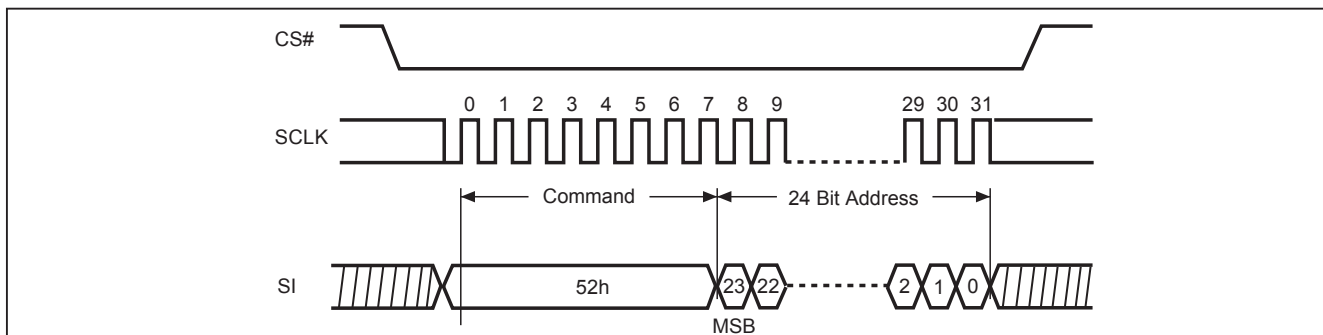 CS#
0 1 2 3 4 5 6 7 8 9 29 30 31
SCLK
Command 24 Bit Address
SI 52h 23 22 2 1 0
MSB